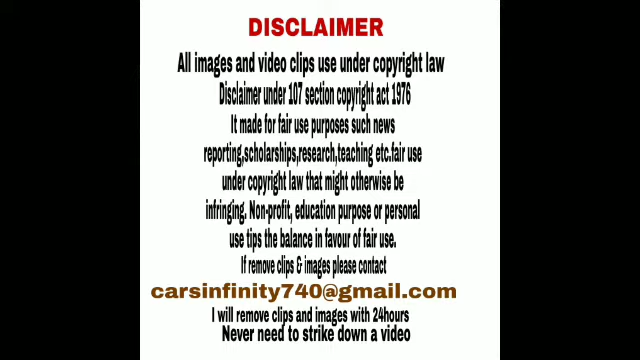 DISCLAIMER
All images and video clips use under copyright law
Disclaimer under 107 section copyright act 1976
It made for fair use purposes such news
reporting,scholarships,research,teaching etc.fair use
under copyright law that might otherwise be
infringing. Non-profit, education purpose or personal
use tips the balance in favour of fair use.
If remove clips & images please contact
carsinfinity740@gmail.com
I will remove clips and images with 24hours
Never need to strike down a video